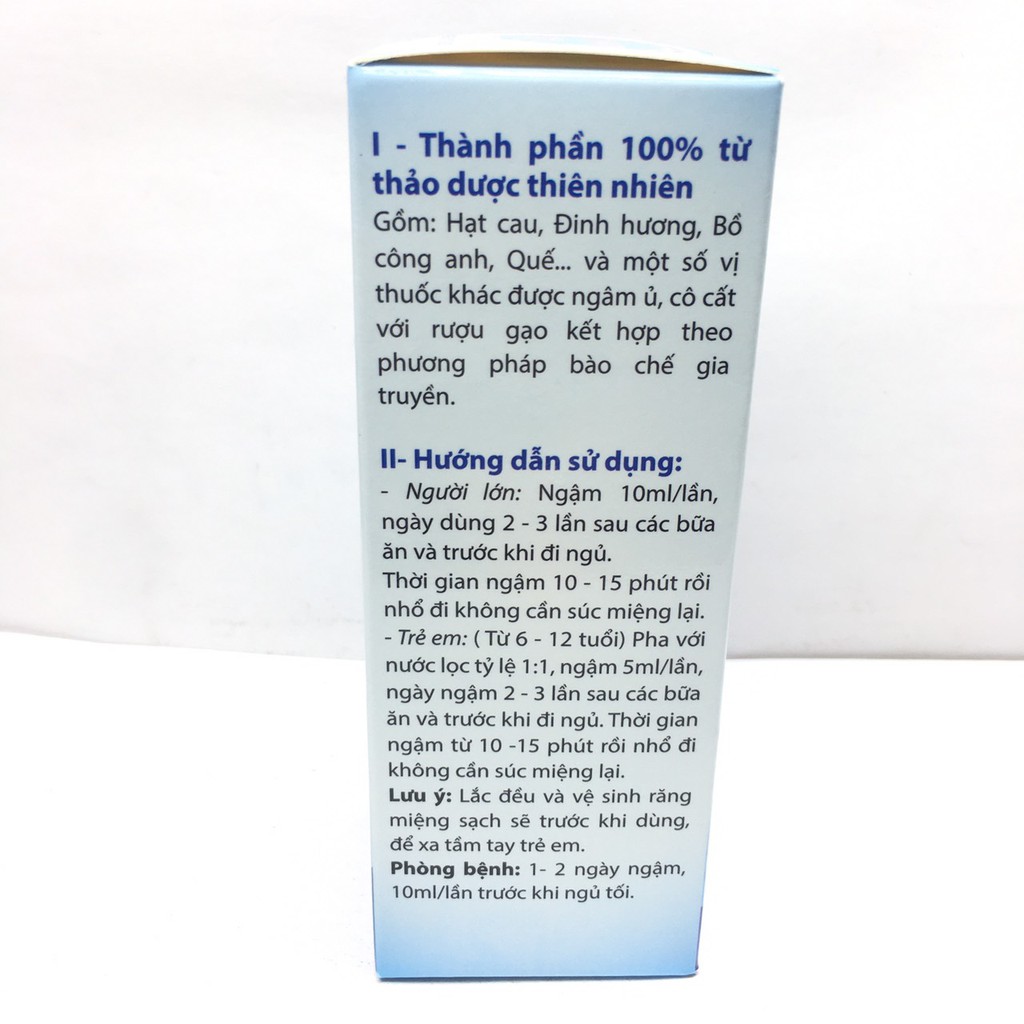 I - Thành phần 100% từ
thảo dược thiên nhiên
Gồm: Hạt cau, Đinh hương, Bồ
công anh, Quế... và một số vị
thuốc khác được ngâm ủ, cô cất
với rượu gạo kết hợp theo
phương pháp bào chế gia
truyền.
II- Hướng dẫn sử dụng:
- Người lớn: Ngậm 10ml/lần,
ngày dùng 2 - 3 lần sau các bữa
ăn và trước khi đi ngủ.
Thời gian ngậm 10 - 15 phút rồi
nhổ đi không cần súc miệng lại.
- Trẻ em: ( Từ 6 - 12 tuổi) Pha với
nước lọc tỷ lệ 1:1, ngậm 5ml/lần,
ngày ngậm 2 - 3 lần sau các bữa
ăn và trước khi đi ngủ. Thời gian
ngậm từ 10 -15 phút rồi nhổ đi
không cần súc miệng lại.
Lưu ý: Lắc đều và vệ sinh răng
miệng sạch sẽ trước khi dùng,
để xa tầm tay trẻ em.
Phòng bệnh: 1- 2 ngày ngậm,
10ml/lần trước khi ngủ tối.